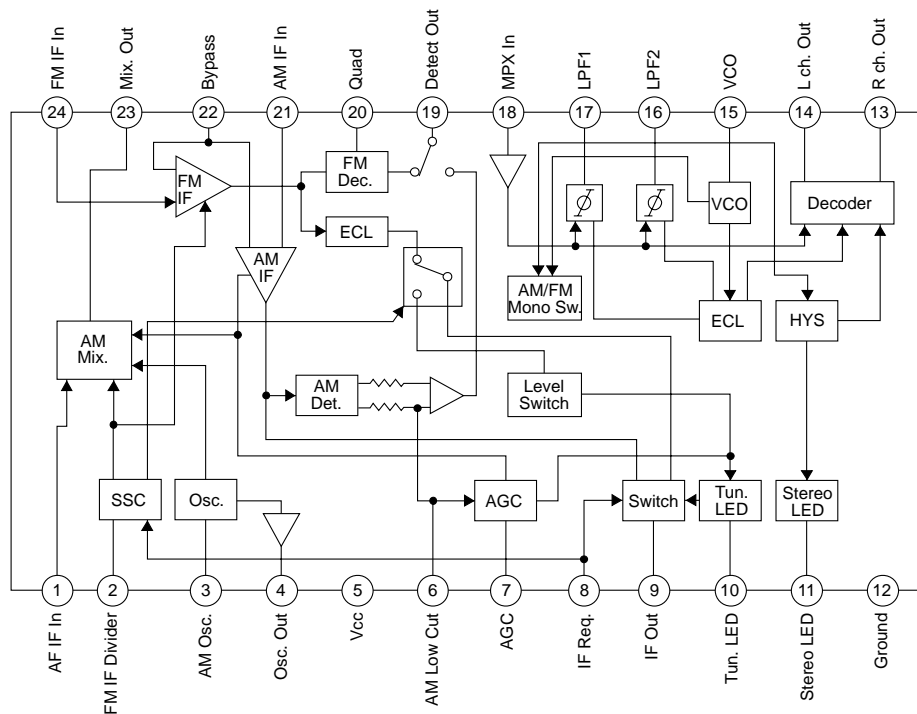 FM IF In
Mix. Out
Bypass
AM IF In
Quad
Detect Out
MPX In
LPF1
LPF2
VCO
L ch. Out
R ch. Out
24
23
22
21
20
19
18
17
16
15
14
13
FM
IF
FM
Dec.
ECL
AM
IF
VCO
Decoder
AM/FM
Mono Sw.
ECL
HYS
AM
Mix.
AM
Det.
Level
Switch
SSC
Osc.
AGC
Switch
Tun.
LED
Stereo
LED
1
2
3
4
5
6
7
8
9
10
11
12
AF IF In
FM IF Divider
AM Osc.
Osc. Out
Vcc
AM Low Cut
AGC
IF Req.
IF Out
Tun. LED
Stereo LED
Ground